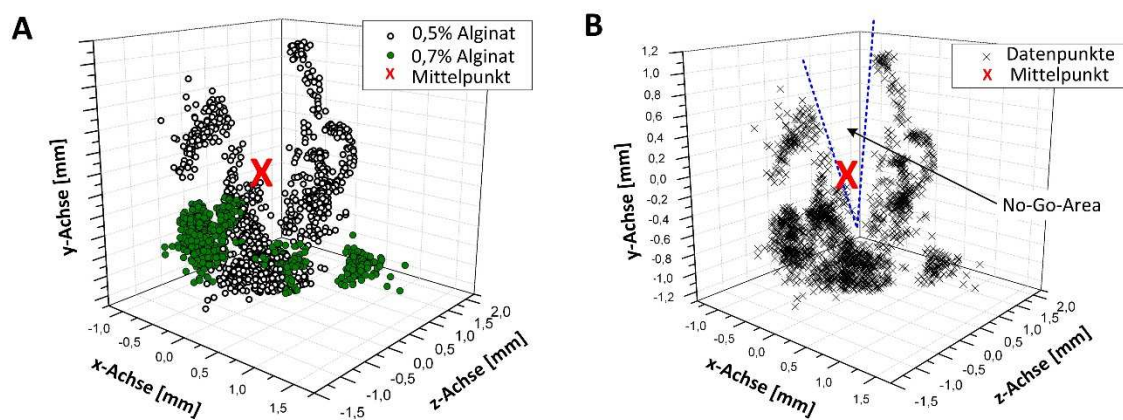 A
0,5% Alginat
0,7% Alginat
X Mittelpunkt
X
y-Achse [mm]
-1,0
0,0
0,5
1,0
1,5
x-Achse [mm]
-1,5
-1,0
-0,5
0,0
0,5
1,0
1,5
2,0
z-Achse [mm]
B
Datenpunkte
X Mittelpunkt
X
No-Go-Area
1,2
1,0
0,8
0,6
0,4
0,2
0,0
-0,2
-0,4
-0,6
-0,8
-1,0
-1,2
y-Achse [mm]
-1,0
-0,5
0,0
0,5
1,0
1,5
x-Achse [mm]
-1,5
-1,0
-0,5
0,0
0,5
1,0
1,5
2,0
z-Achse [mm]